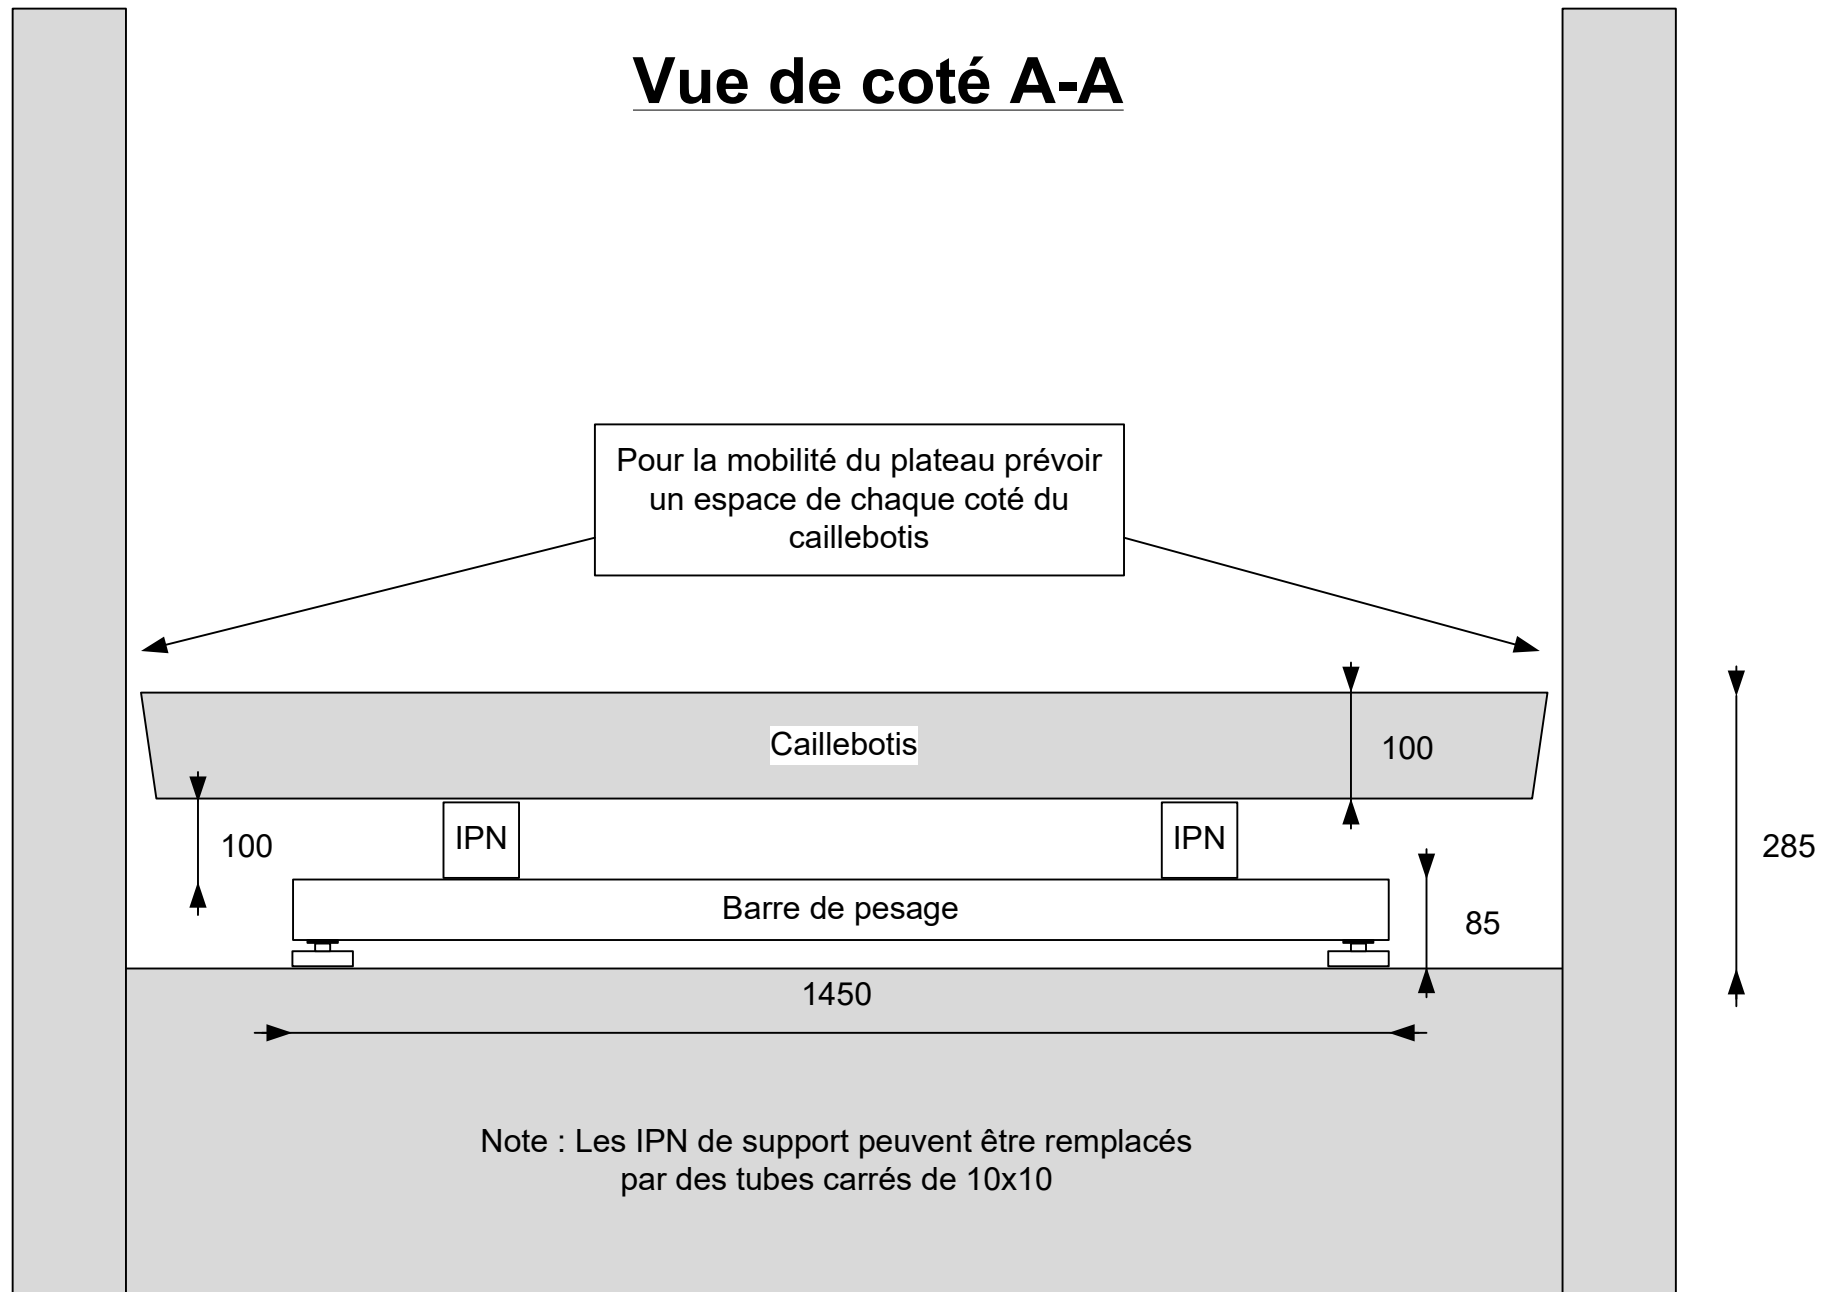 Vue de coté A-A
Pour la mobilité du plateau prévoir
un espace de chaque coté du
caillebotis
Caillebotis
100
100
IPN
IPN
285
Barre de pesage
85
1450
Note : Les IPN de support peuvent être remplacés
par des tubes carrés de 10x10